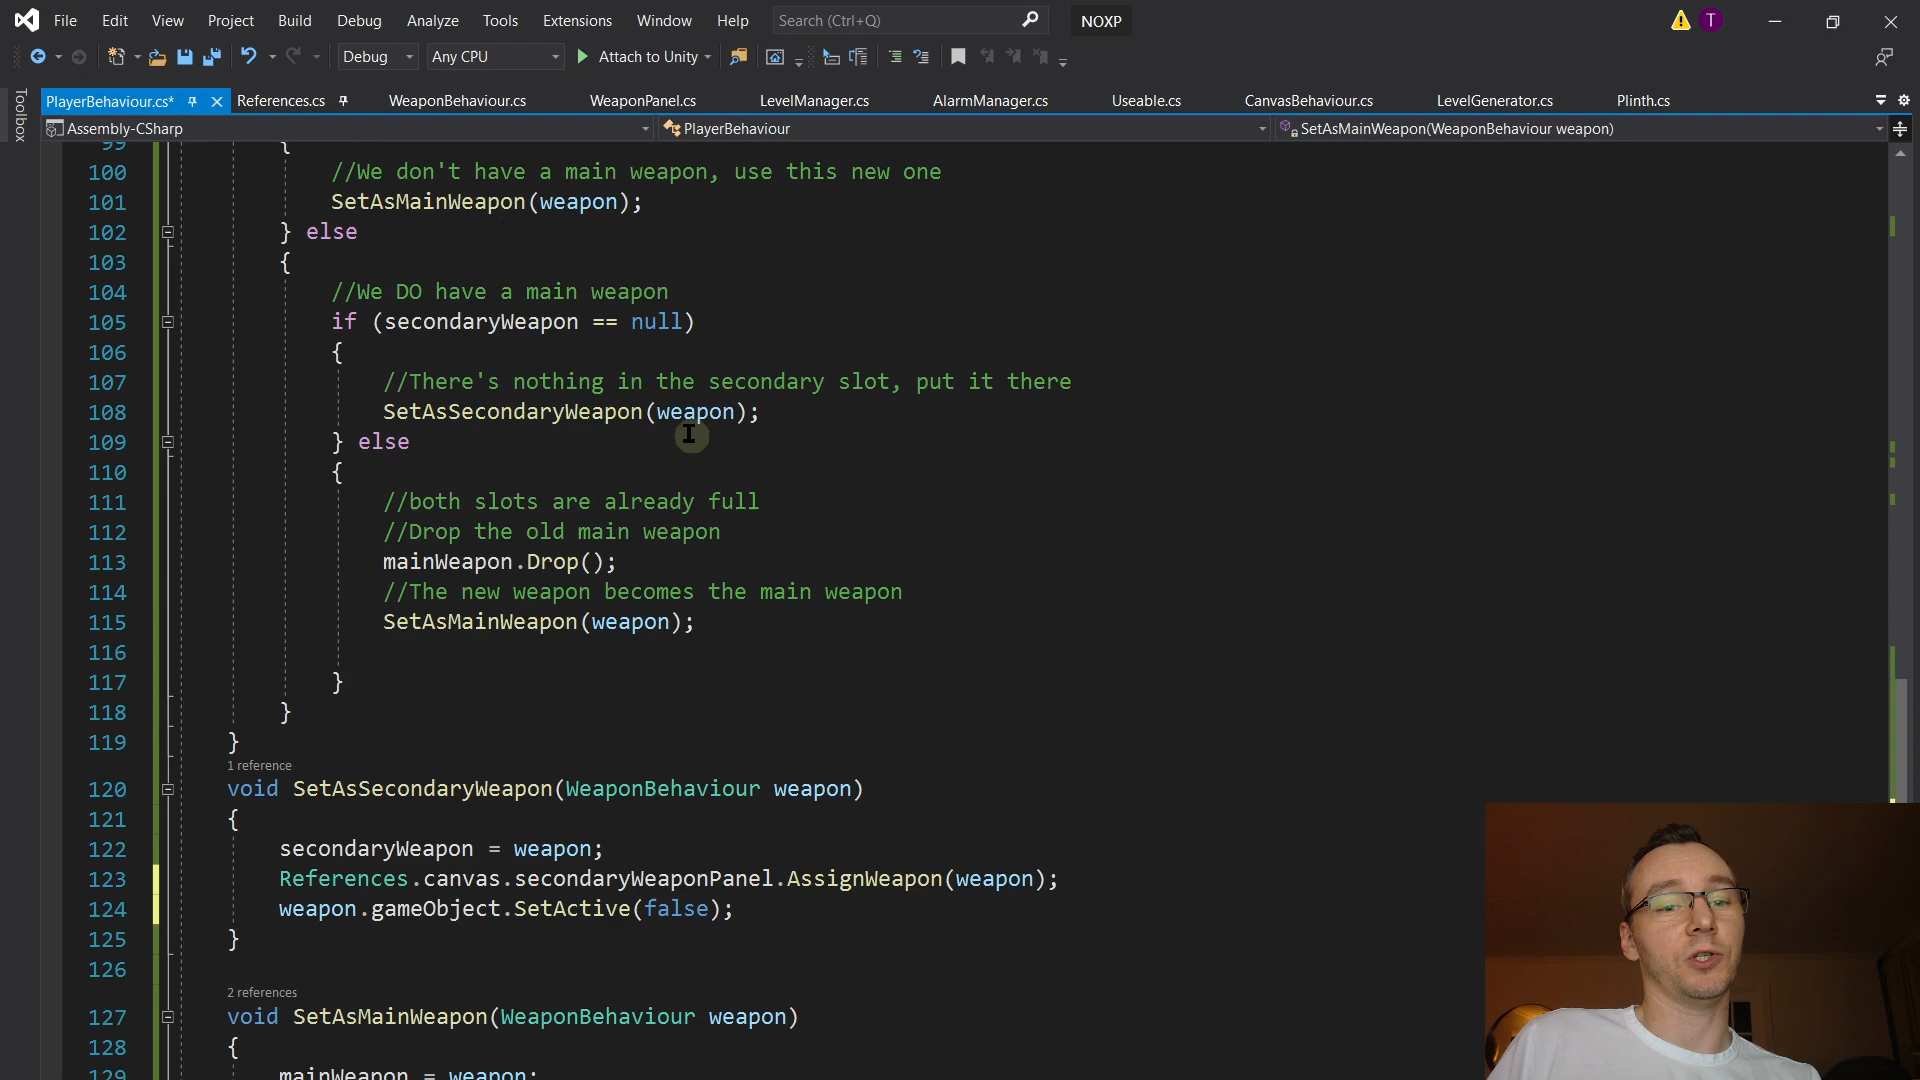 File Edit View Project Build Debug Analyze Tools Extensions Window Help Search (Ctrl+Q) NOXP T
Debug Any CPU Attach to Unity
Toolbox
PlayerBehaviour.cs* References.cs WeaponBehaviour.cs WeaponPanel.cs LevelManager.cs AlarmManager.cs Useable.cs CanvasBehaviour.cs LevelGenerator.cs Plinth.cs
Assembly-CSharp PlayerBehaviour SetAsMainWeapon(WeaponBehaviour weapon)
99 {
100 //We don't have a main weapon, use this new one
101 SetAsMainWeapon(weapon);
102 } else
103 {
104 //We DO have a main weapon
105 if (secondaryWeapon == null)
106 {
107 //There's nothing in the secondary slot, put it there
108 SetAsSecondaryWeapon(weapon);
109 } else
110 {
111 //both slots are already full
112 //Drop the old main weapon
113 mainWeapon.Drop();
114 //The new weapon becomes the main weapon
115 SetAsMainWeapon(weapon);
116
117 }
118 }
119 }
1 reference
120 void SetAsSecondaryWeapon(WeaponBehaviour weapon)
121 {
122 secondaryWeapon = weapon;
123 References.canvas.secondaryWeaponPanel.AssignWeapon(weapon);
124 weapon.gameObject.SetActive(false);
125 }
126
2 references
127 void SetAsMainWeapon(WeaponBehaviour weapon)
128 {
129 mainWeapon = weapon;